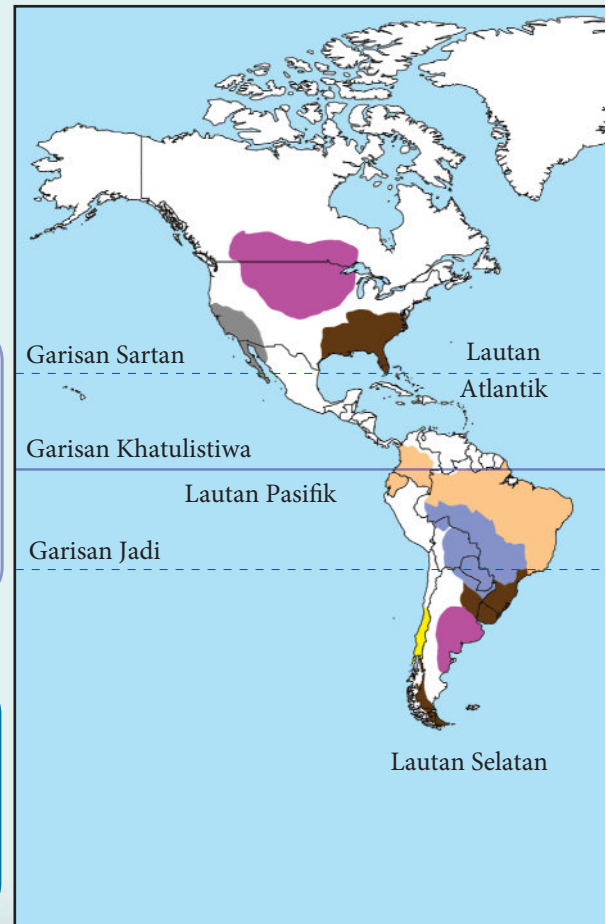 Garisan Sartan
Lautan
Atlantik
Garisan Khatulistiwa
Lautan Pasifik
Garisan Jadi
Lautan Selatan